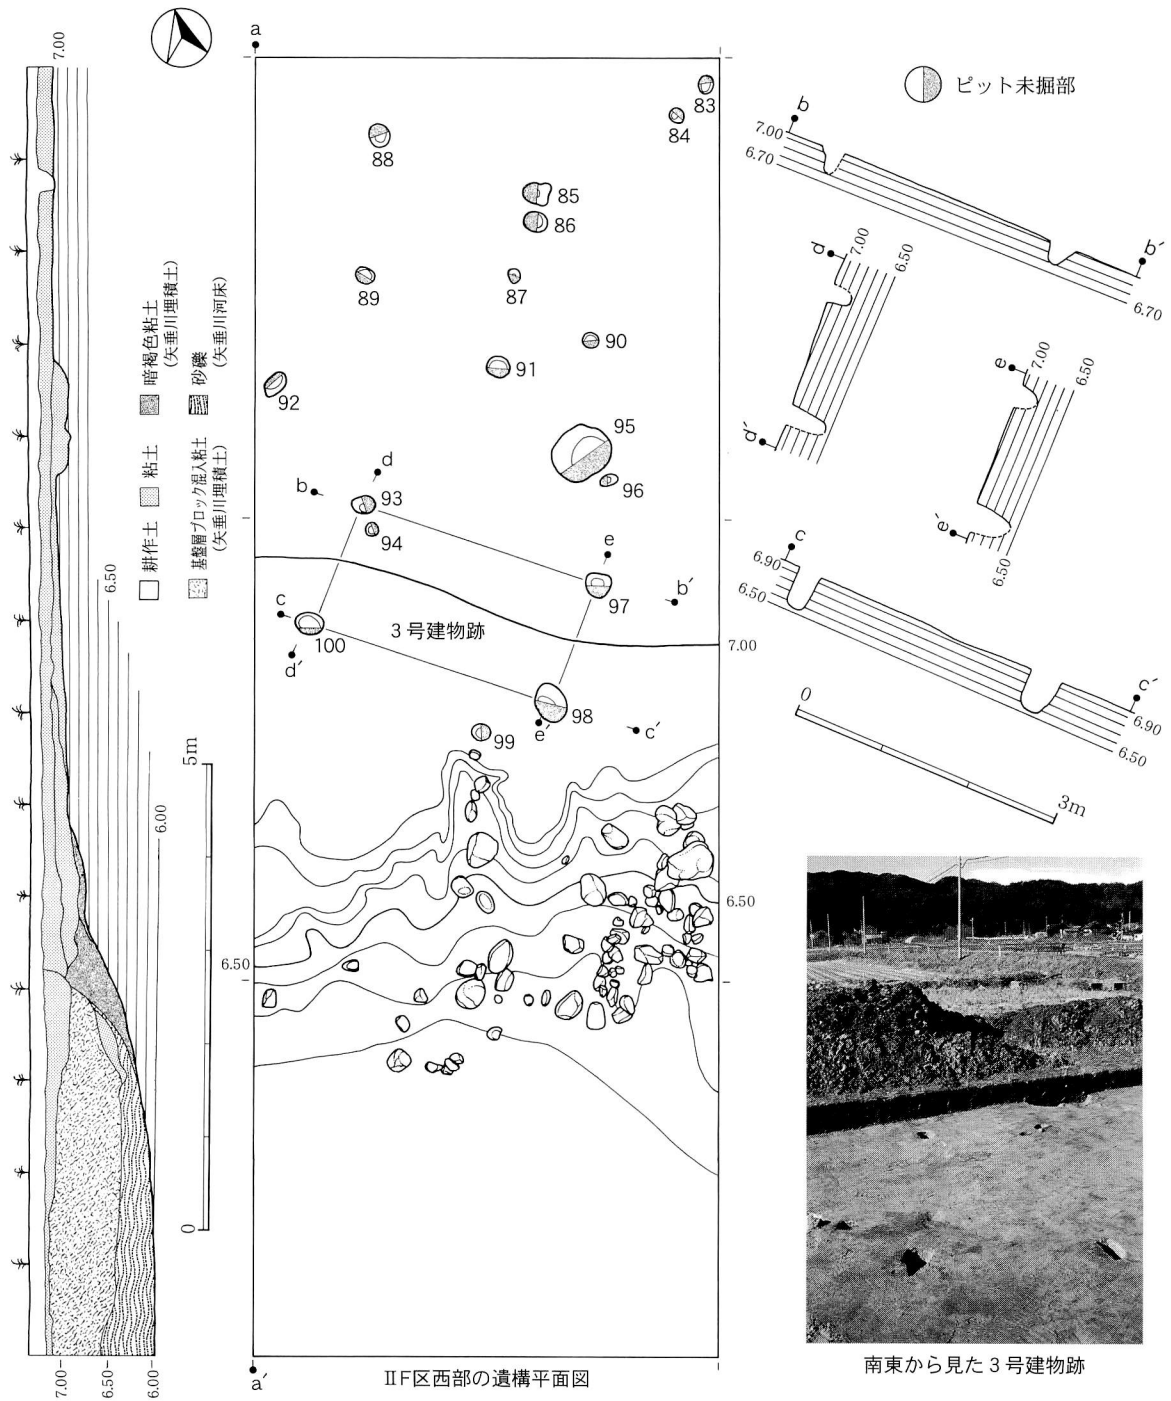 a
7.00
83
84
88
85
86
89
87
90
91
92
95
96
d
b
93
94
e
97
b′
c
100
d′
3号建物跡
7.00
98
e′
c′
99
6.50
6.50
a′
ⅡF区西部の遺構平面図
暗褐色粘土
(矢垂川埋積土)
砂礫
(矢垂川河床)
耕作土
粘土
基盤層ブロック混入粘土
(矢垂川埋積土)
6.50
6.00
5m
0
7.00
6.50
6.00
ピット未掘部
b
7.00
6.70
b′
6.70
d
7.00
6.50
d′
e
7.00
6.50
e′
6.50
c
6.90
6.50
c′
6.90
6.50
0
3m
南東から見た3号建物跡